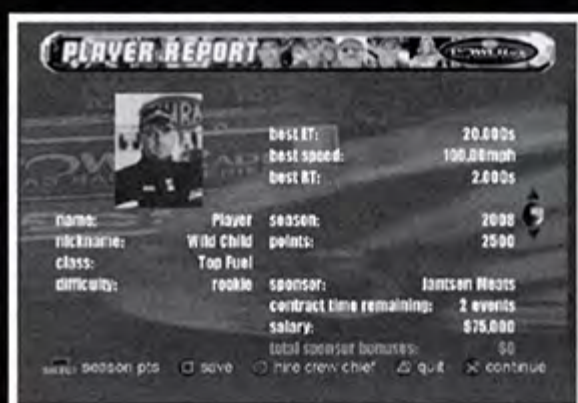 PLAYER REPORT
best ET: 20.000s
best speed: 100.00mph
best RT: 2.000s
name: Player
nickname: Wild Child
class: Top Fuel
difficulty: rookie
season: 2008
points: 2500
sponsor: Jantsen Meats
contract time remaining: 2 events
salary: $75,000
total sponsor bonuses: $0
season pts save hire crew chief quit continue